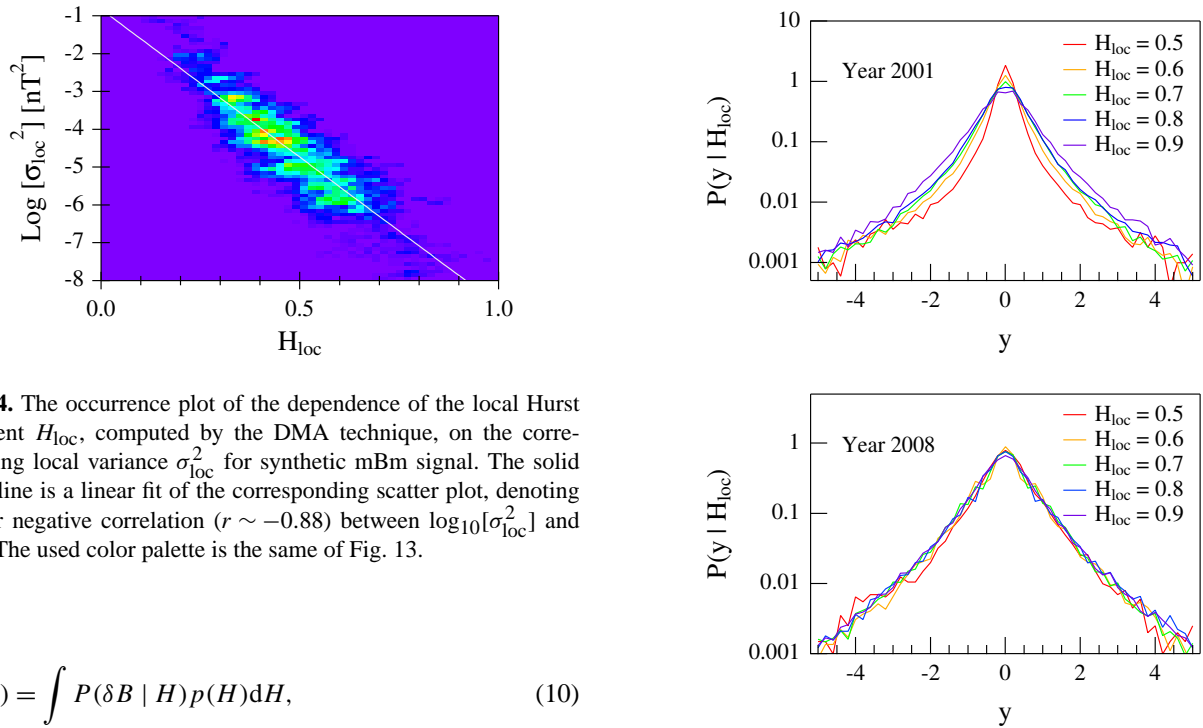 -1
-2
-3
-4
-5
-6
-7
-8
Log [σloc²] [nT²]
0.0 0.5 1.0
Hloc
4. The occurrence plot of the dependence of the local Hurst
ent Hloc, computed by the DMA technique, on the corre-
ng local variance σ²loc for synthetic mBm signal. The solid
line is a linear fit of the corresponding scatter plot, denoting
r negative correlation (r ∼ −0.88) between log10[σ²loc] and
The used color palette is the same of Fig. 13.
) = ∫ P(δB | H)p(H)dH, (10)
10
1
0.1
0.01
0.001
P(y | Hloc)
Year 2001
Hloc = 0.5
Hloc = 0.6
Hloc = 0.7
Hloc = 0.8
Hloc = 0.9
-4 -2 0 2 4
y
1
0.1
0.01
0.001
P(y | Hloc)
Year 2008
Hloc = 0.5
Hloc = 0.6
Hloc = 0.7
Hloc = 0.8
Hloc = 0.9
-4 -2 0 2 4
y